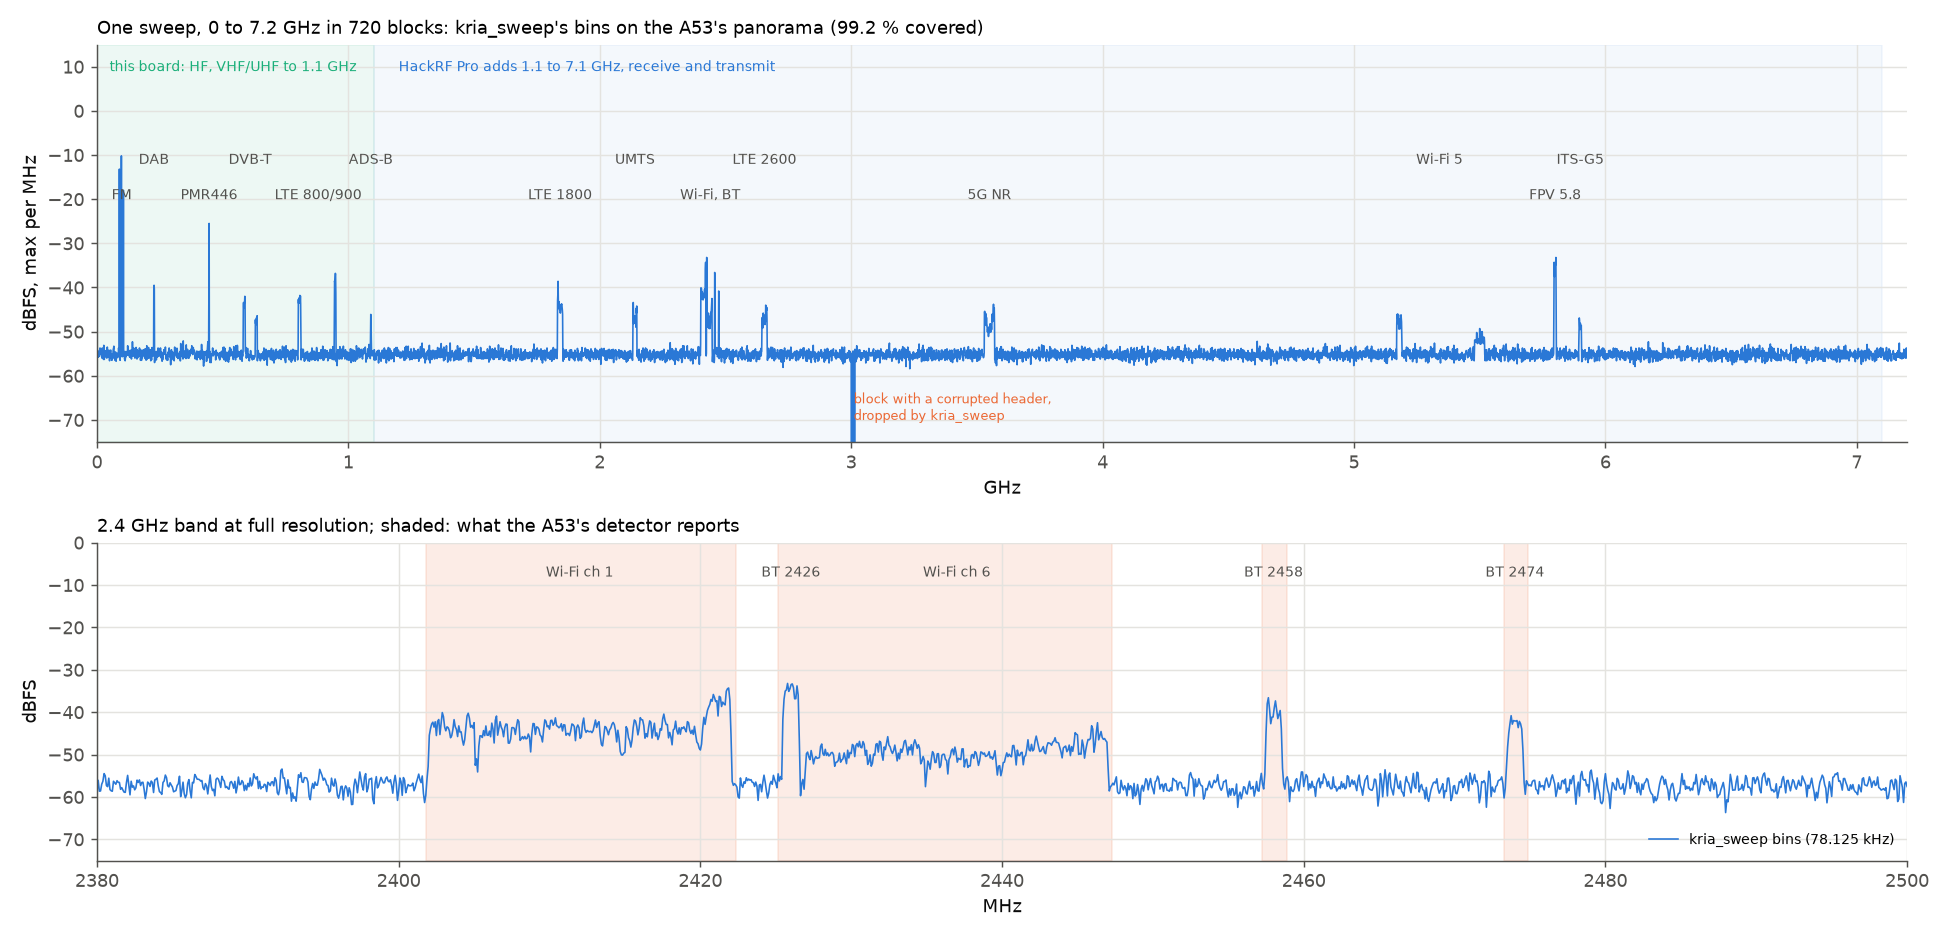 One sweep, 0 to 7.2 GHz in 720 blocks: kria_sweep's bins on the A53's panorama (99.2 % covered)
this board: HF, VHF/UHF to 1.1 GHz
HackRF Pro adds 1.1 to 7.1 GHz, receive and transmit
DAB DVB-T ADS-B UMTS LTE 2600 Wi-Fi 5 ITS-G5
FM PMR446 LTE 800/900 LTE 1800 Wi-Fi, BT 5G NR FPV 5.8
block with a corrupted header,
dropped by kria_sweep
dBFS, max per MHz
10
0
−10
−20
−30
−40
−50
−60
−70
0 1 2 3 4 5 6 7
GHz
2.4 GHz band at full resolution; shaded: what the A53's detector reports
Wi-Fi ch 1 BT 2426 Wi-Fi ch 6 BT 2458 BT 2474
dBFS
0
−10
−20
−30
−40
−50
−60
−70
kria_sweep bins (78.125 kHz)
2380 2400 2420 2440 2460 2480 2500
MHz